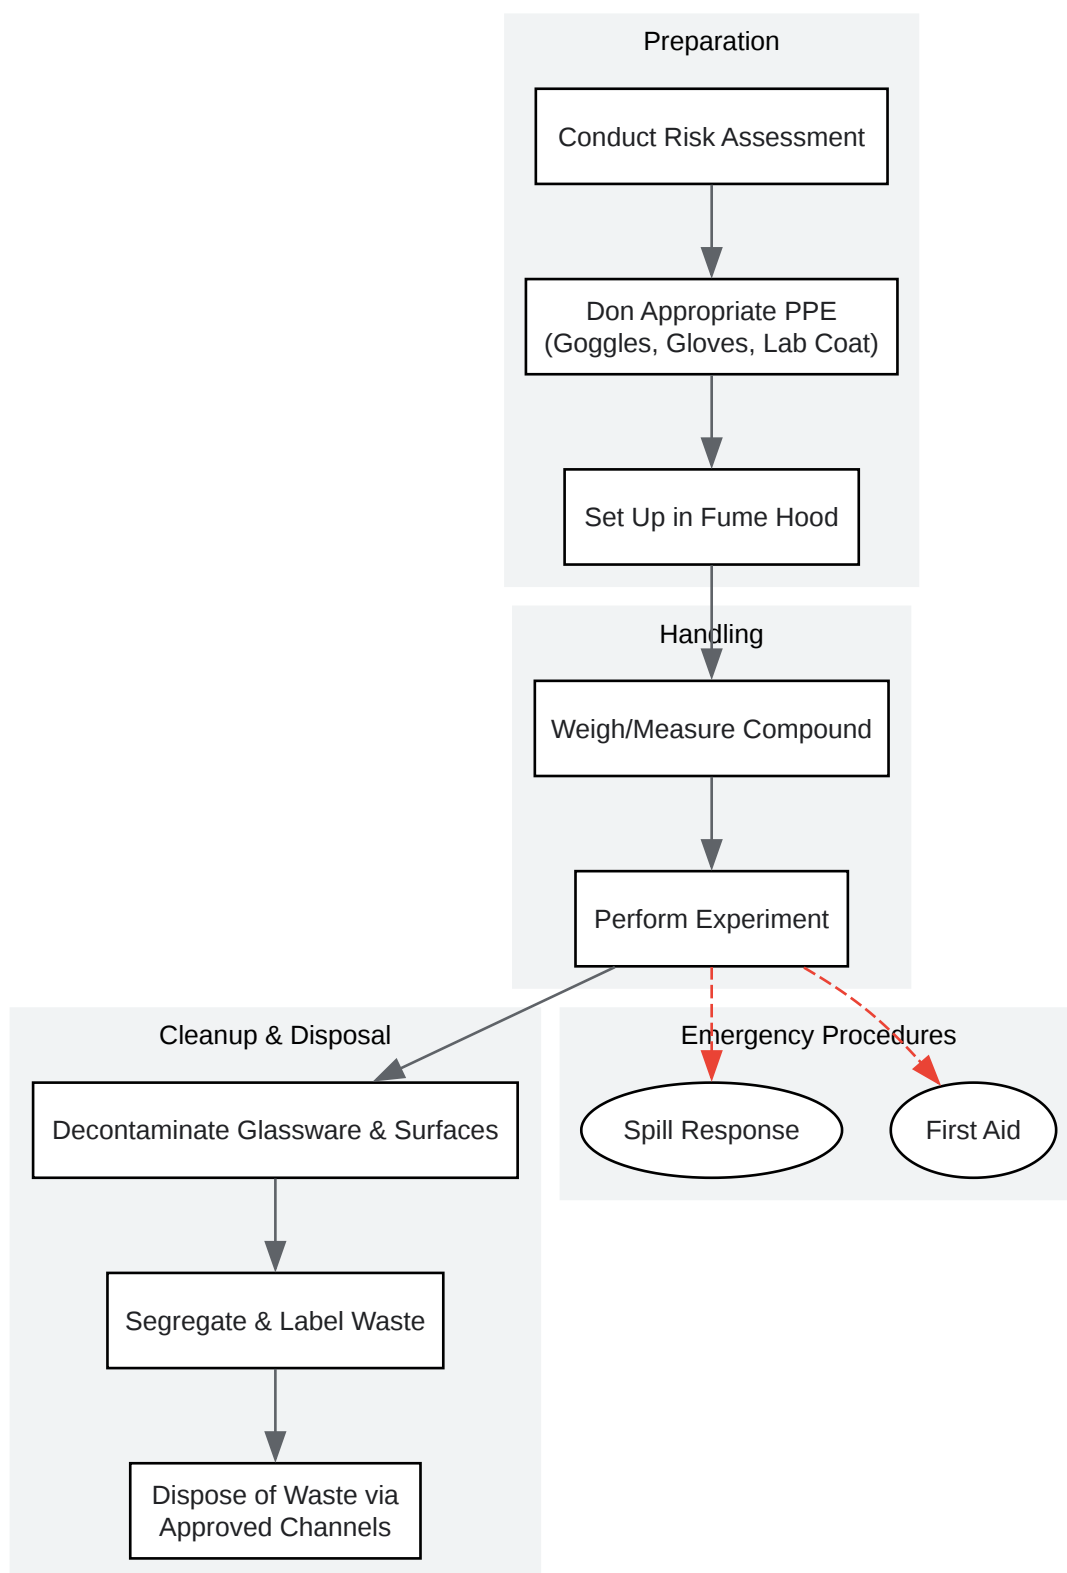 Preparation
Conduct Risk Assessment
Don Appropriate PPE
(Goggles, Gloves, Lab Coat)
Set Up in Fume Hood
Handling
Weigh/Measure Compound
Perform Experiment
Cleanup & Disposal
Decontaminate Glassware & Surfaces
Segregate & Label Waste
Dispose of Waste via
Approved Channels
Emergency Procedures
Spill Response
First Aid